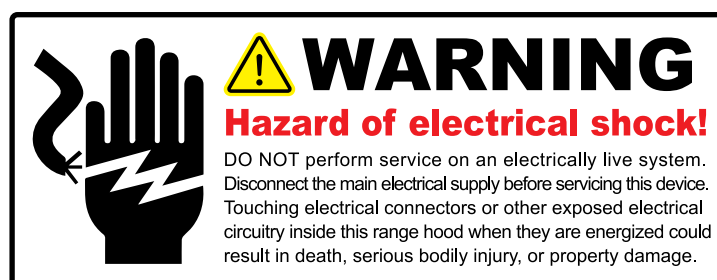 WARNING
Hazard of electrical shock!
DO NOT perform service on an electrically live system.
Disconnect the main electrical supply before servicing this device.
Touching electrical connectors or other exposed electrical
circuitry inside this range hood when they are energized could
result in death, serious bodily injury, or property damage.